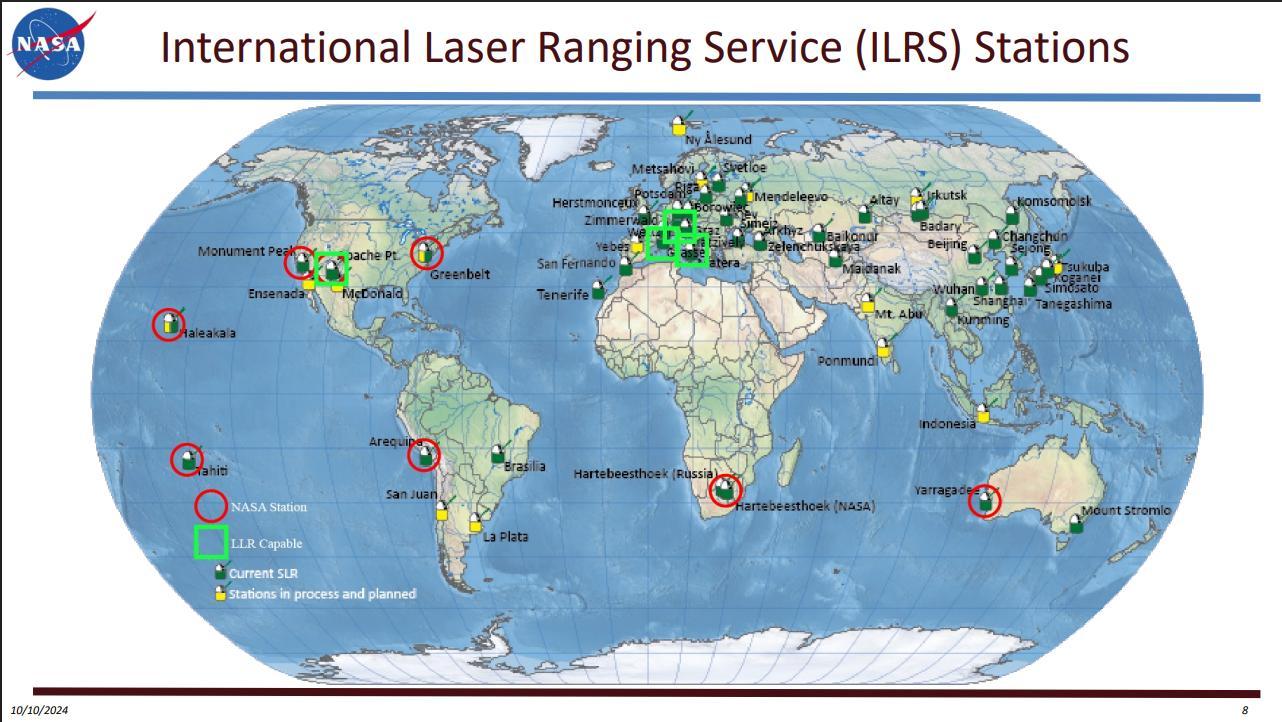 NASA
International Laser Ranging Service (ILRS) Stations
Ny Ålesund
Metsahovi
Svetloe
Riga
Potsdam
Mendeleevo
Herstmonceux
Borowiec
Altay
Irkutsk
Komsomolsk
Zimmerwald
Kiev
Simeiz
Badary
Graz
Arkhyz
Baikonur
Changchun
Monument Peak
Apache Pt.
Yebes
Zelenchukskaya
Beijing
Sejong
Greenbelt
San Fernando
Grasse
Matera
Maidanak
Tsukuba
Koganei
Ensenada
McDonald
Tenerife
Wuhan
Simosato
Shanghai
Tanegashima
Haleakala
Mt. Abu
Kunming
Ponmundi
Indonesia
Arequipa
Tahiti
Brasilia
Hartebeesthoek (Russia)
San Juan
Yarragadee
NASA Station
Hartebeesthoek (NASA)
Mount Stromlo
La Plata
LLR Capable
Current SLR
Stations in process and planned
10/10/2024
8